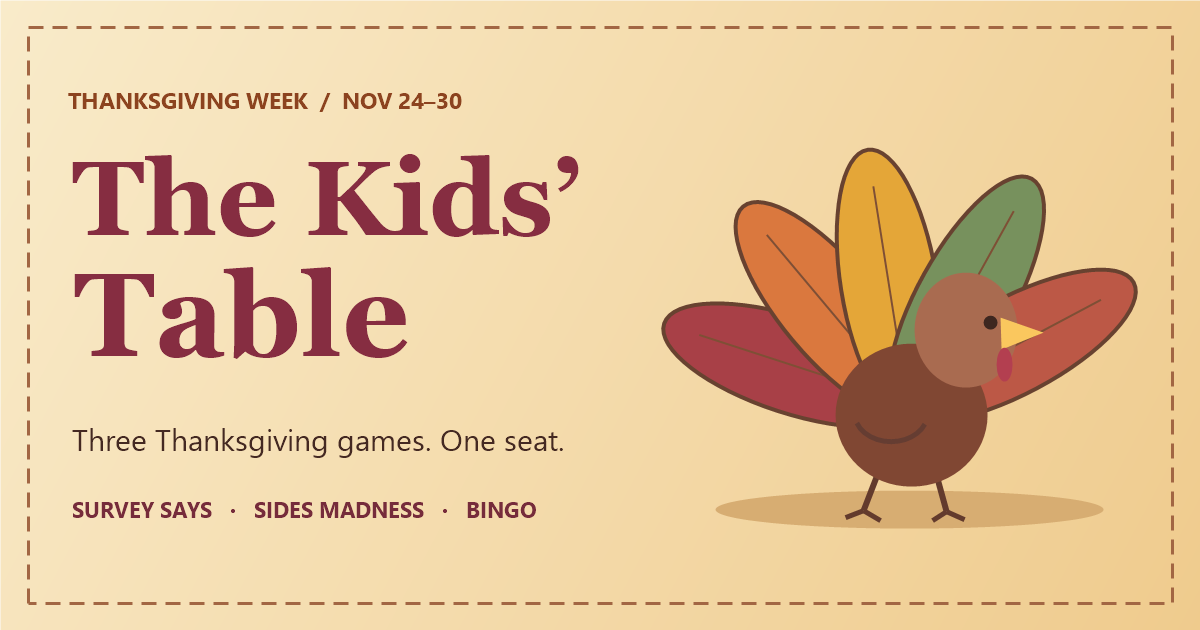 THANKSGIVING WEEK / NOV 24–30
The Kids’
Table
Three Thanksgiving games. One seat.
SURVEY SAYS · SIDES MADNESS · BINGO